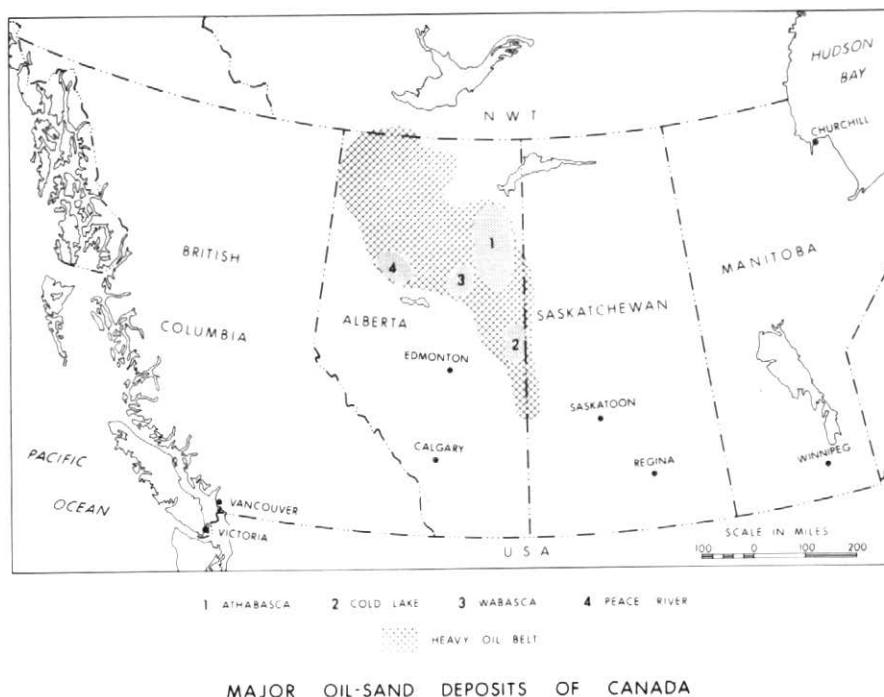 HUDSON
BAY
NWT
CHURCHILL
1
BRITISH
MANITOBA
4
3
COLUMBIA
ALBERTA
SASKATCHEWAN
2
EDMONTON
SASKATOON
CALGARY
PACIFIC
REGINA
WINNIPEG
OCEAN
VANCOUVER
VICTORIA
SCALE IN MILES
USA
100 0 100 200
1 ATHABASCA 2 COLD LAKE 3 WABASCA 4 PEACE RIVER
HEAVY OIL BELT
MAJOR OIL-SAND DEPOSITS OF CANADA